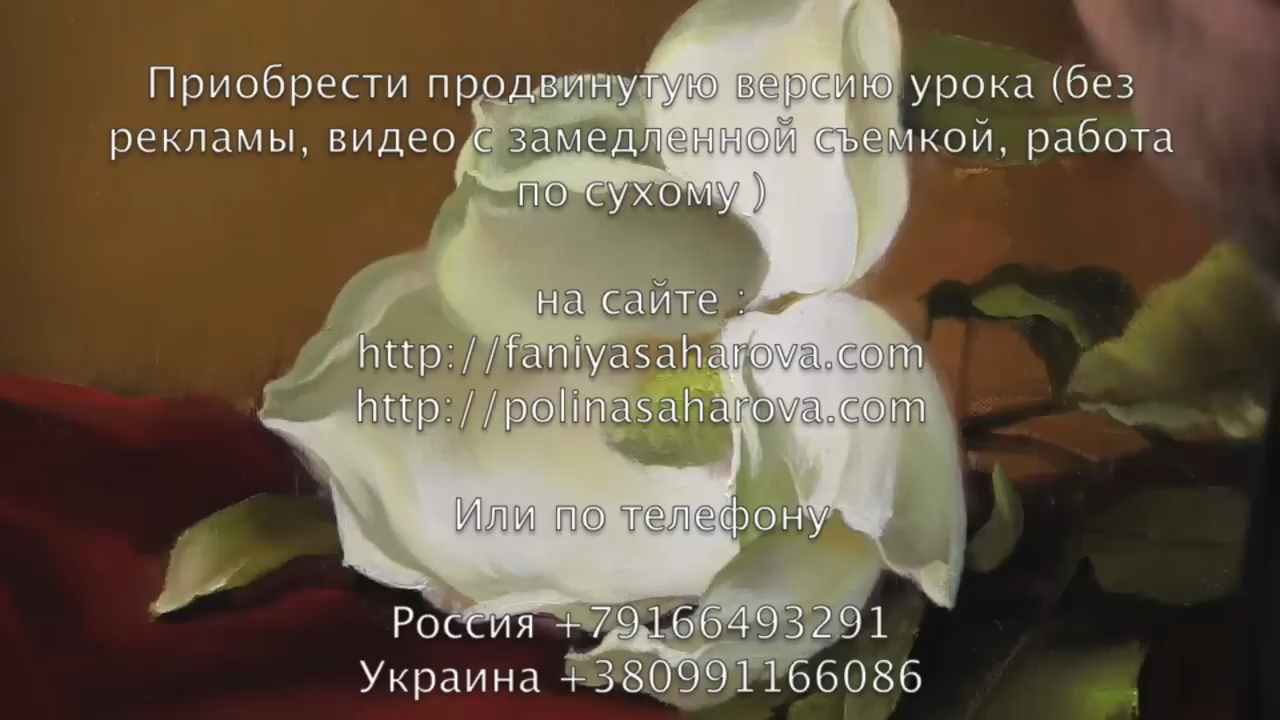 Приобрести продвинутую версию урока (без
рекламы, видео с замедленной съемкой, работа
по сухому )
на сайте :
http://faniyasaharova.com
http://polinasaharova.com
Или по телефону
Россия +79166493291
Украина +380991166086